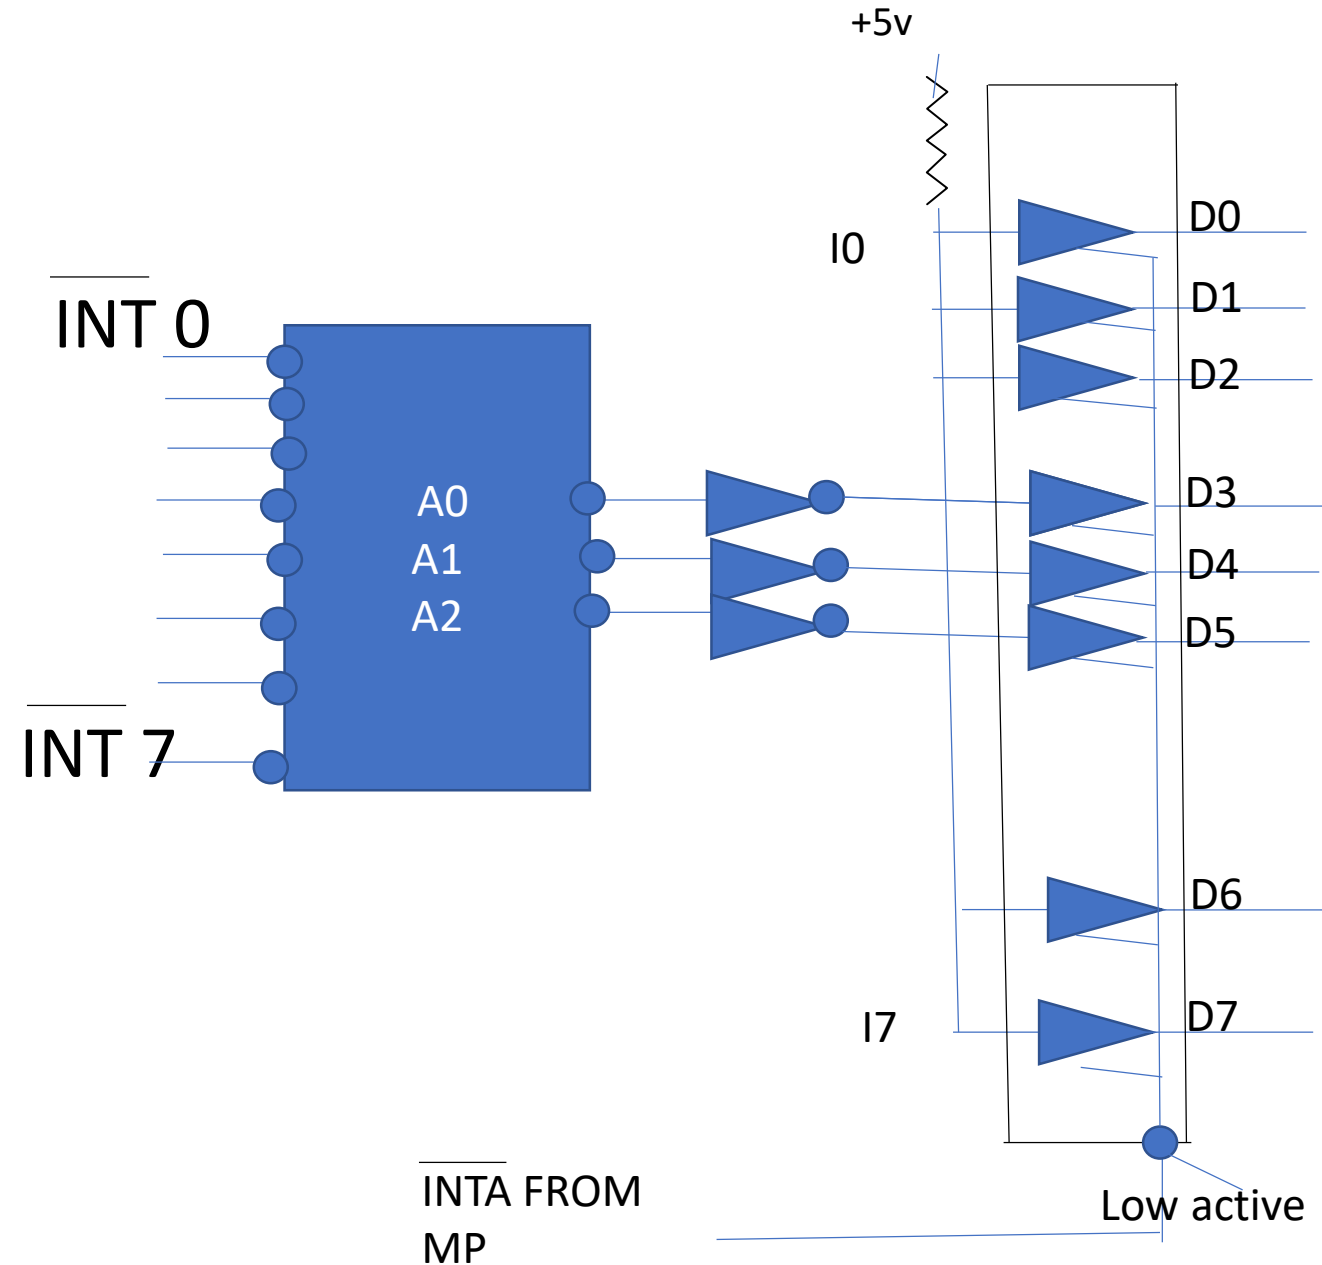 +5v
D0
I0
INT 0
D1
D2
A0
D3
A1
D4
A2
D5
INT 7
D6
I7
D7
INTA FROM
MP
Low active